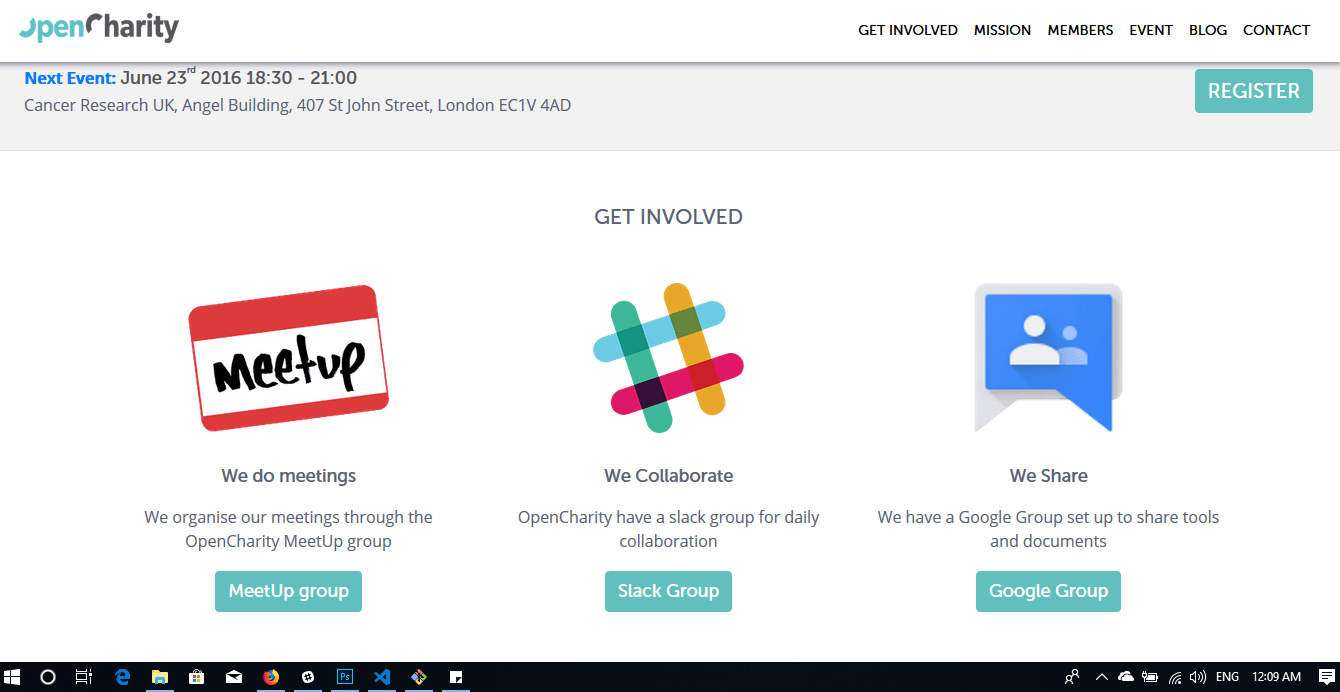 OpenCharity
GET INVOLVED MISSION MEMBERS EVENT BLOG CONTACT
Next Event: June 23rd 2016 18:30 - 21:00
Cancer Research UK, Angel Building, 407 St John Street, London EC1V 4AD
REGISTER
GET INVOLVED
meetup
We do meetings
We organise our meetings through the
OpenCharity MeetUp group
MeetUp group
We Collaborate
OpenCharity have a slack group for daily
collaboration
Slack Group
We Share
We have a Google Group set up to share tools
and documents
Google Group
Ps
ENG 12:09 AM